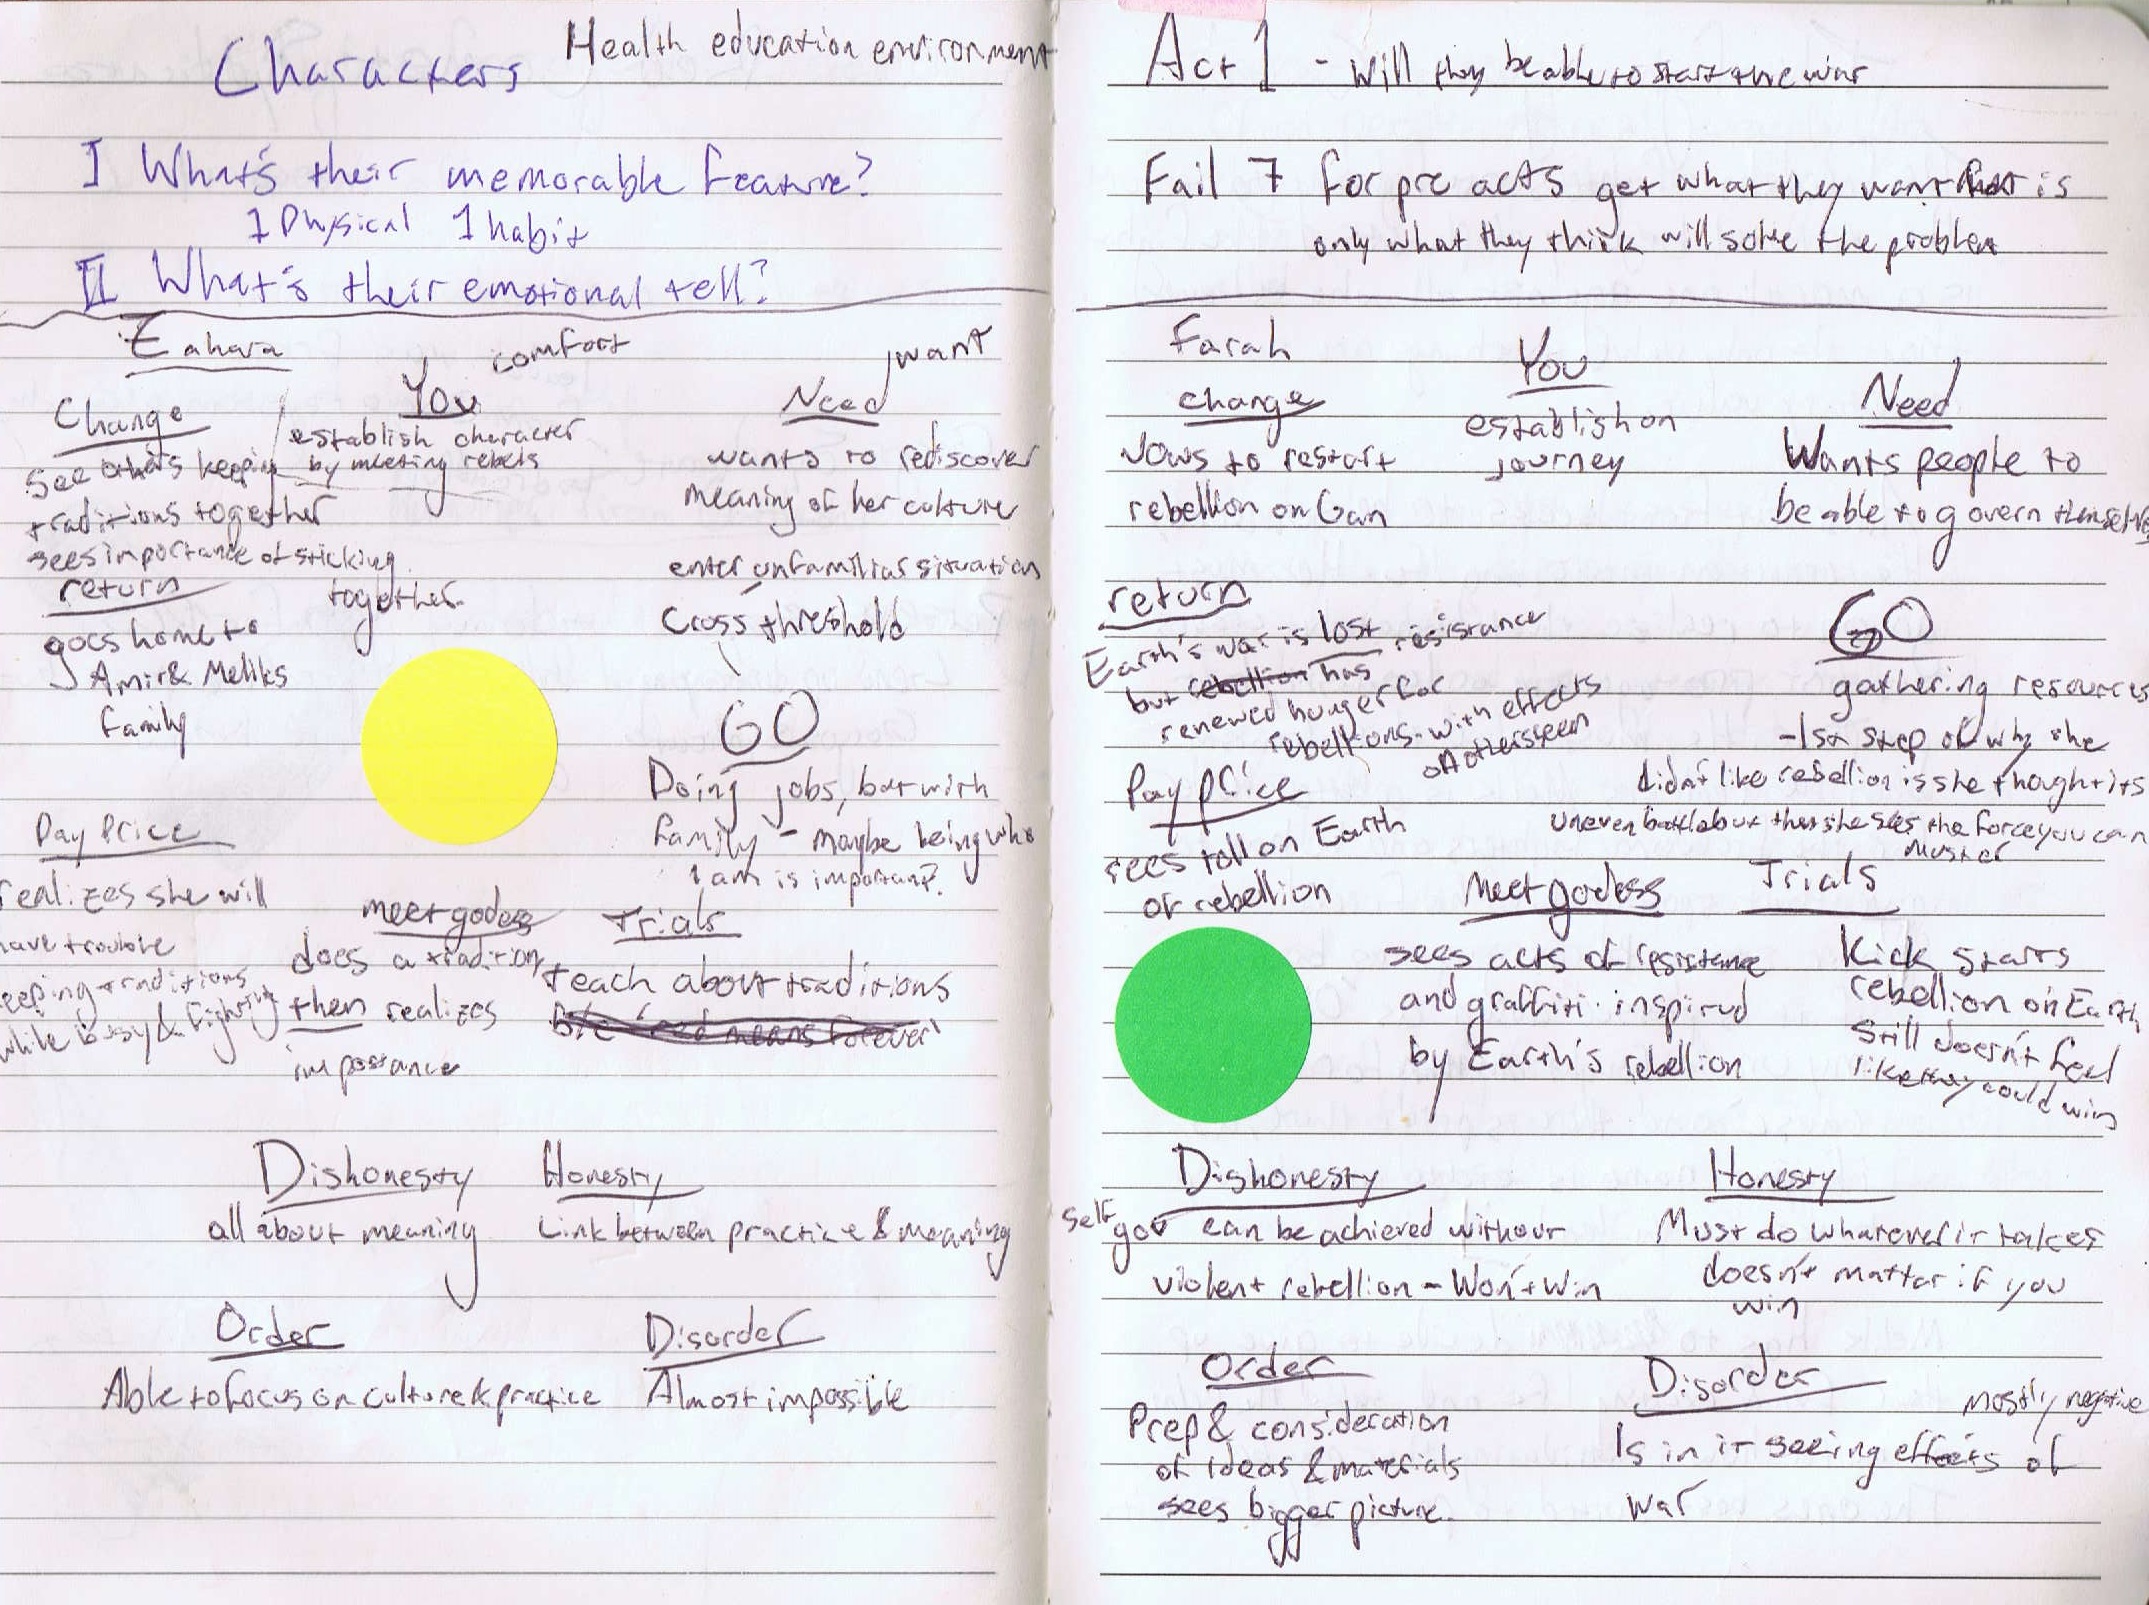 Characters
Health education environment
I What's their memorable feature?
1 Physical 1 habit
II What's their emotional tell?
Zahara
comfort
want
Change
You
Need
see others keeping
traditions together
sees importance of sticking
together.
establish character
by meeting rebels
wants to rediscover
meaning of her culture
enter unfamiliar situation
Cross threshold
return
goes home to
Amir & Meliks
family
GO
Doing jobs, but with
family - maybe being who
I am is important?
Pay Price
realizes she will
have trouble
keeping traditions
while busy & fighting
meet godess
does a tradition
then realizes
importance
Trials
teach about traditions
Dishonesty
all about meaning
Honesty
Link between practice & meaning
Order
Able to focus on culture & practice
Disorder
Almost impossible
Act 1 - Will they be able to start the war
Fail 7 for pre acts get what they want that is
only what they think will solve the problem
Farah
change
You
Need
Vows to restart
rebellion on Gan
establish on
journey
Wants people to
be able to govern themselves
return
Earth's war is lost resistance
but rebellion has
renewed hunger for
rebellions - with effects
of others seen
GO
gathering resources
- 1st step of why she
didn't like rebellion is she thought its
uneven battle but then she sees the force you can
muster
Pay price
sees toll on Earth
of rebellion
Meet godess
sees acts of resistance
and graffiti inspired
by Earth's rebellion
Trials
Kick starts
rebellion on Earth
Still doesn't feel
like they could win
Dishonesty
self gov can be achieved without
violent rebellion - Won't Win
Honesty
Must do whatever it takes
doesn't matter if you
win
Order
Prep & consideration
of ideas & materials
sees bigger picture.
Disorder
Mostly negative
Is in it seeing effects of
war